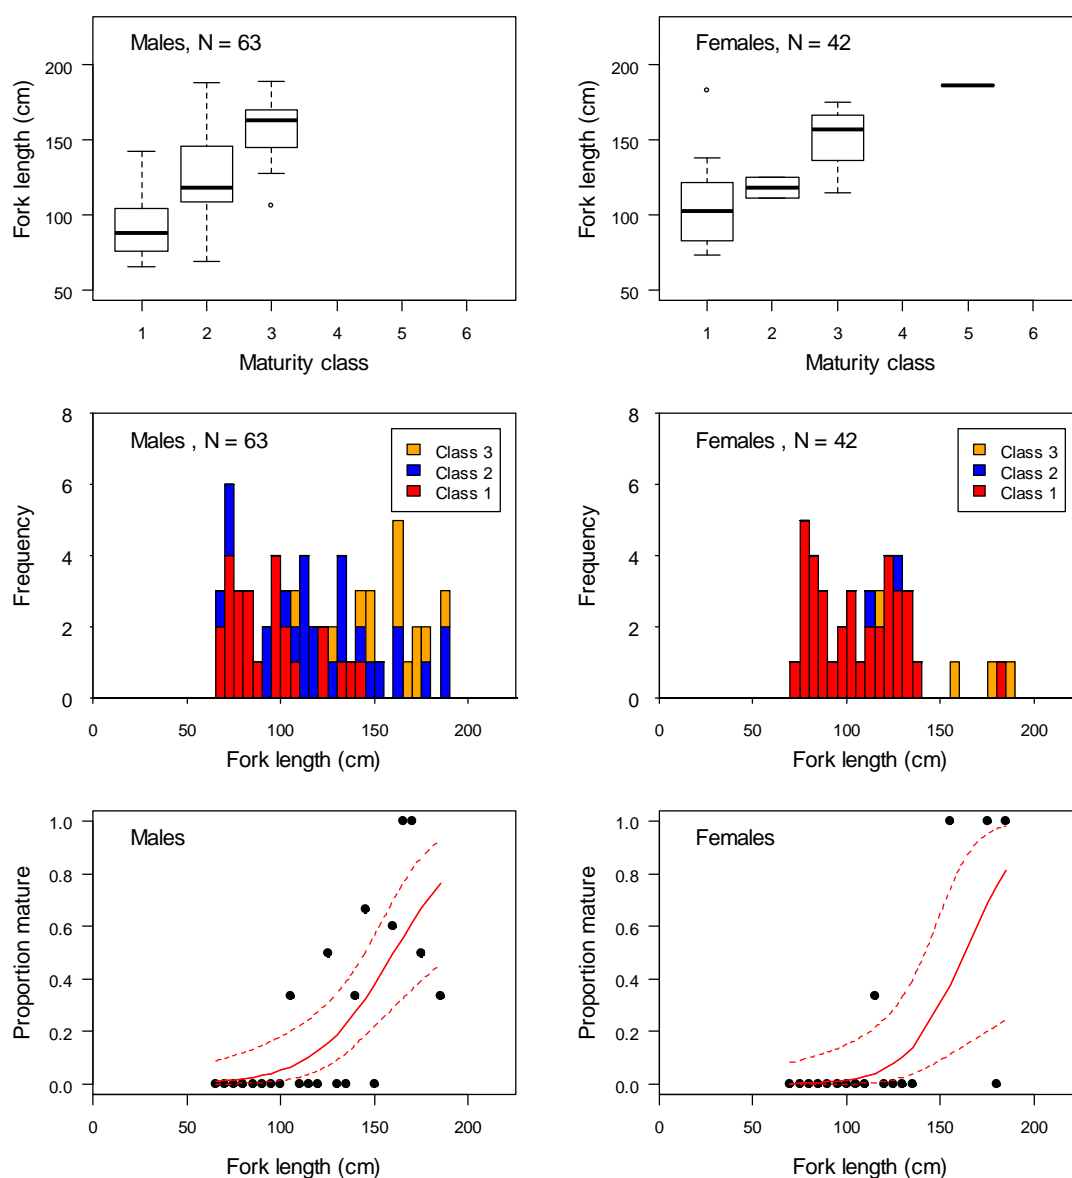 Males, N = 63
Fork length (cm)
200
150
100
50
1 2 3 4 5 6
Maturity class
Females, N = 42
Fork length (cm)
200
150
100
50
1 2 3 4 5 6
Maturity class
Males , N = 63
Class 3
Class 2
Class 1
Frequency
8
6
4
2
0
0 50 100 150 200
Fork length (cm)
Females , N = 42
Class 3
Class 2
Class 1
Frequency
8
6
4
2
0
0 50 100 150 200
Fork length (cm)
Males
Proportion mature
1.0
0.8
0.6
0.4
0.2
0.0
0 50 100 150 200
Fork length (cm)
Females
Proportion mature
1.0
0.8
0.6
0.4
0.2
0.0
0 50 100 150 200
Fork length (cm)